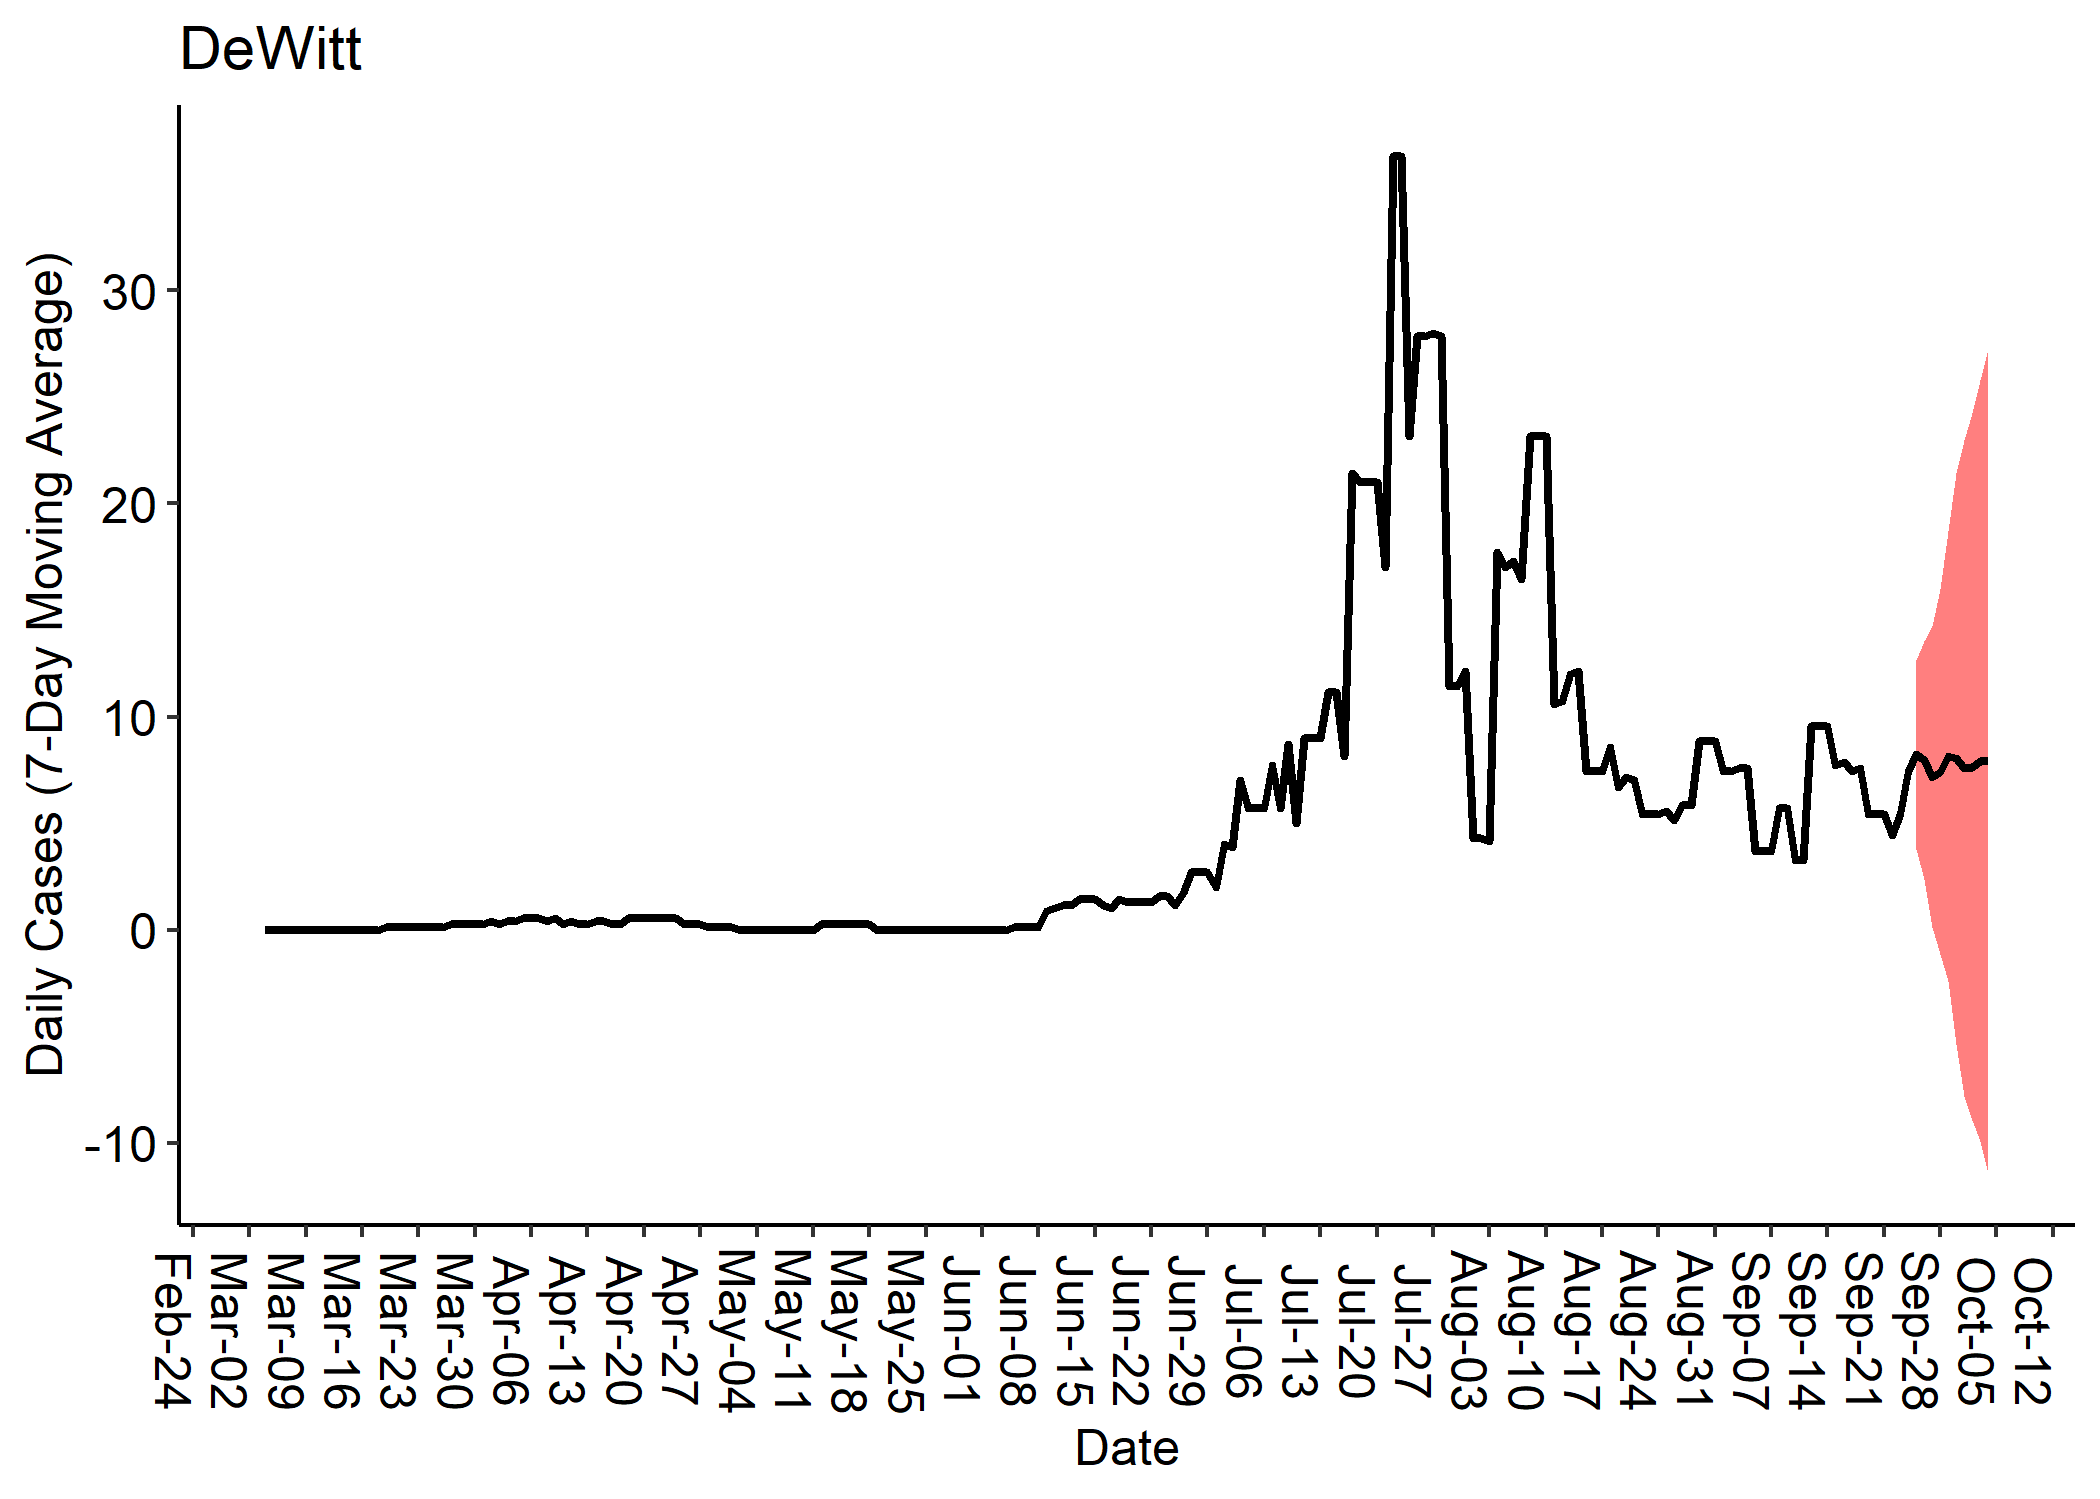 DeWitt
Daily Cases (7-Day Moving Average)
30
20
10
0
-10
Feb-24
Mar-02
Mar-09
Mar-16
Mar-23
Mar-30
Apr-06
Apr-13
Apr-20
Apr-27
May-04
May-11
May-18
May-25
Jun-01
Jun-08
Jun-15
Jun-22
Jun-29
Jul-06
Jul-13
Jul-20
Jul-27
Aug-03
Aug-10
Aug-17
Aug-24
Aug-31
Sep-07
Sep-14
Sep-21
Sep-28
Oct-05
Oct-12
Date